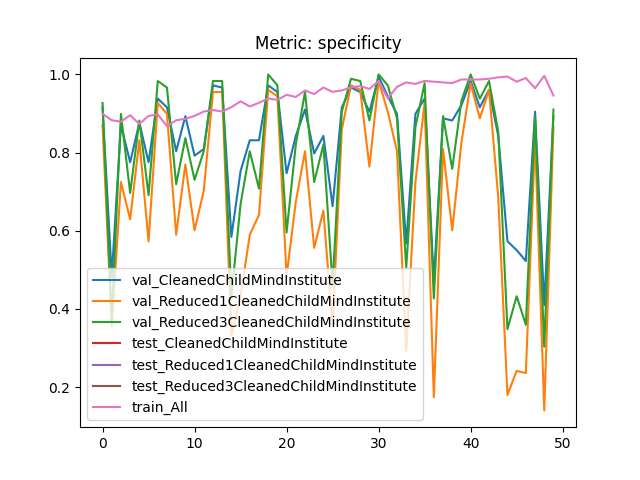 Metric: specificity
1.0
0.8
0.6
0.4
0.2
val_CleanedChildMindInstitute
val_Reduced1CleanedChildMindInstitute
val_Reduced3CleanedChildMindInstitute
test_CleanedChildMindInstitute
test_Reduced1CleanedChildMindInstitute
test_Reduced3CleanedChildMindInstitute
train_All
0 10 20 30 40 50